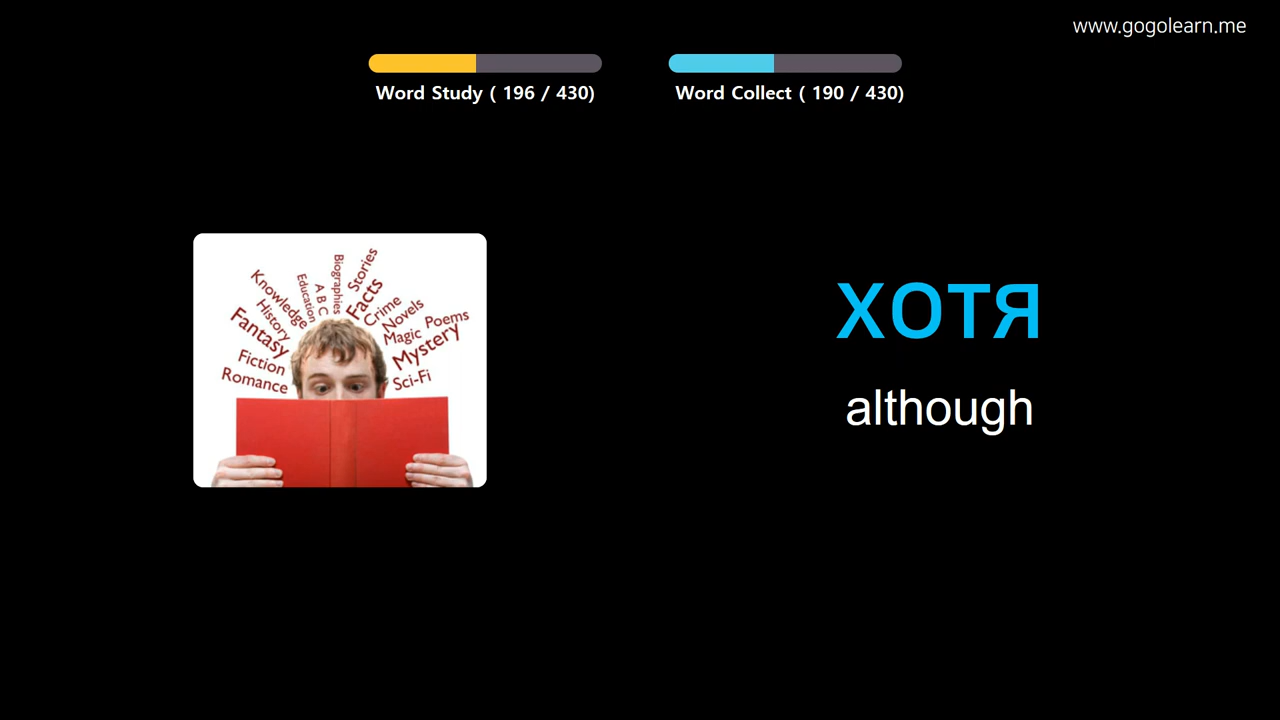 www.gogolearn.me
Word Study ( 196 / 430)
Word Collect ( 190 / 430)
Biographies
Stories
Knowledge
Education
A B C
Facts
History
Crime
Novels
Fantasy
Magic
Poems
Mystery
Fiction
Romance
Sci-Fi
хотя
although